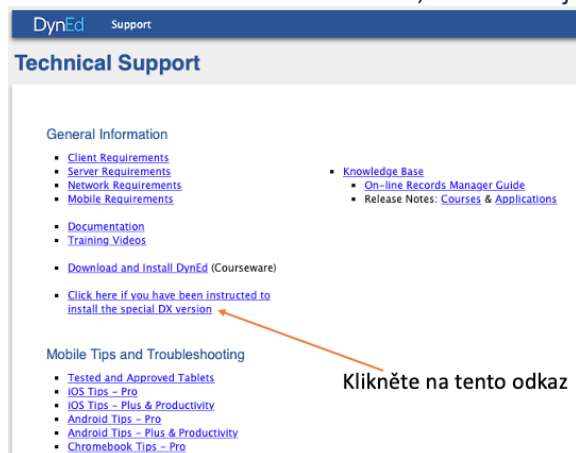 DynEd Support
Technical Support
General Information
Client Requirements
Server Requirements
Network Requirements
Mobile Requirements
Documentation
Training Videos
Download and Install DynEd (Courseware)
Click here if you have been instructed to
install the special DX version
Knowledge Base
On-line Records Manager Guide
Release Notes: Courses & Applications
Klikněte na tento odkaz
Mobile Tips and Troubleshooting
Tested and Approved Tablets
iOS Tips – Pro
iOS Tips – Plus & Productivity
Android Tips – Pro
Android Tips – Plus & Productivity
Chromebook Tips – Pro